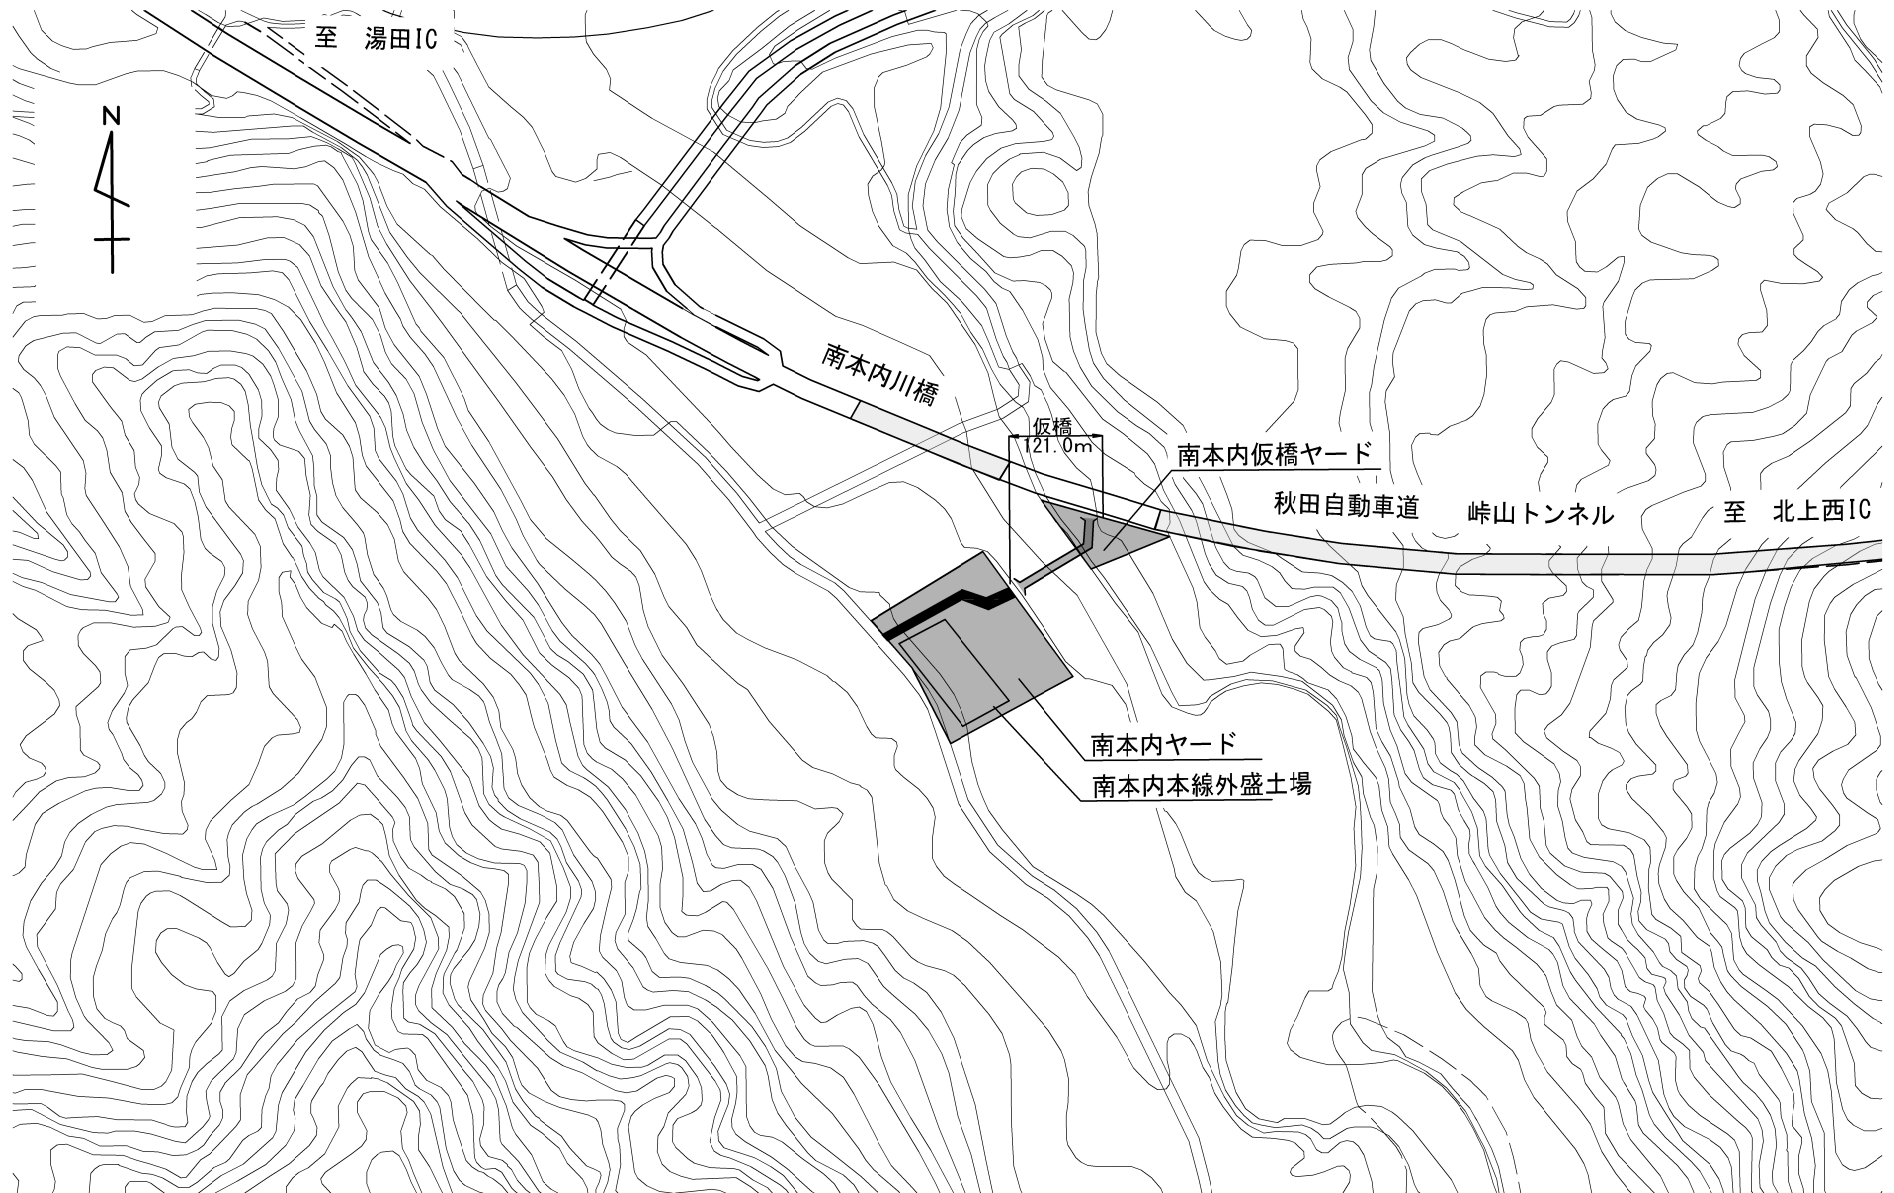 至　湯田IC
N
南本内川橋
仮橋
121.0m
南本内仮橋ヤード
秋田自動車道
峠山トンネル
至　北上西IC
南本内ヤード
南本内本線外盛土場